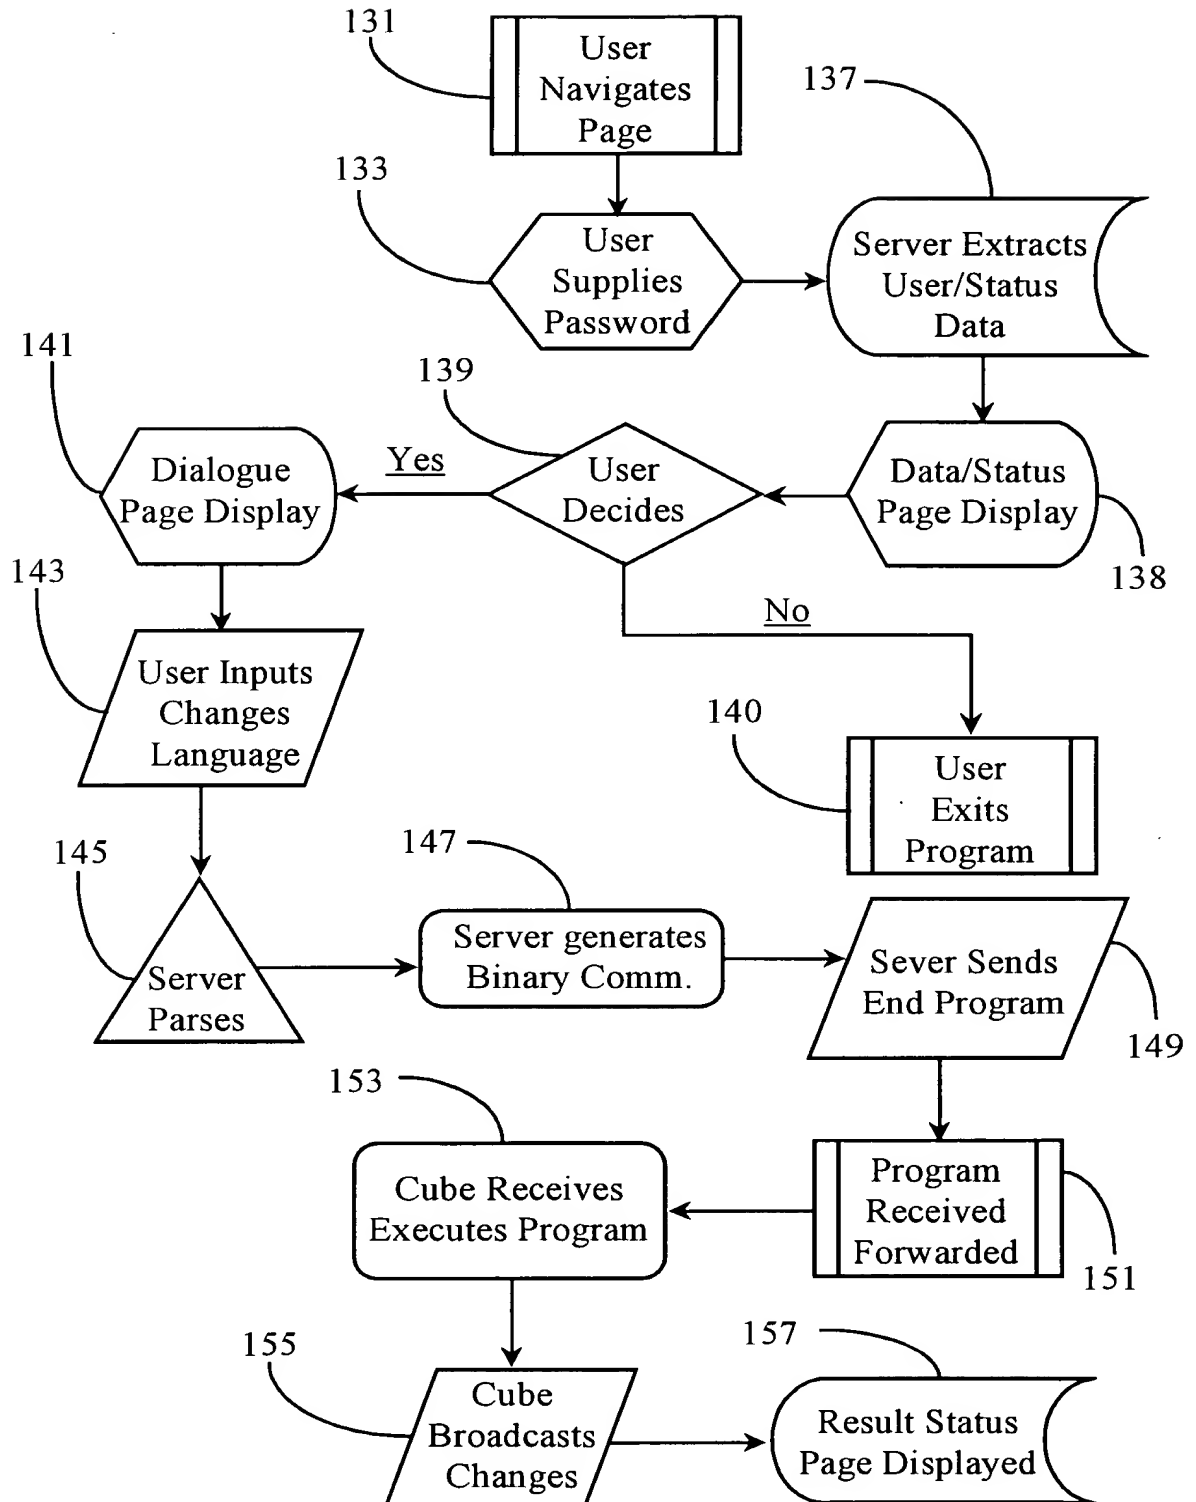 131
User
Navigates
Page
137
133
User
Supplies
Password
Server Extracts
User/Status
Data
141
139
Dialogue
Page Display
Yes
User
Decides
Data/Status
Page Display
138
143
No
User Inputs
Changes
Language
140
User
Exits
Program
145
147
Server
Parses
Server generates
Binary Comm.
Sever Sends
End Program
149
153
Cube Receives
Executes Program
Program
Received
Forwarded
151
155
157
Cube
Broadcasts
Changes
Result Status
Page Displayed